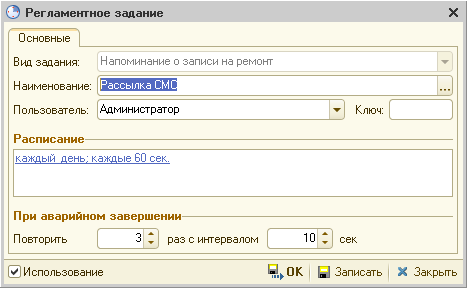 Регламентное задание
Основные
Вид задания: Напоминание о записи на ремонт
Наименование: Рассылка СМС ...
Пользователь: Администратор Ключ:
Расписание
каждый день; каждые 60 сек.
При аварийном завершении
Повторить 3 раз с интервалом 10 сек
Использование OK Записать Закрыть